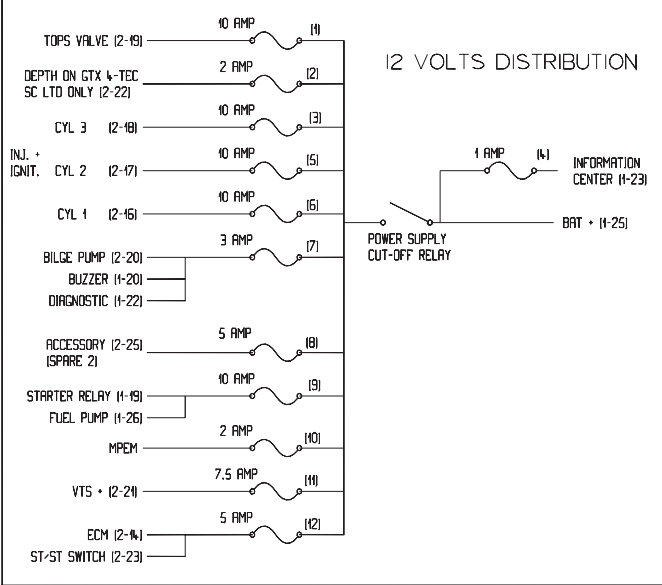 12 VOLTS DISTRIBUTION
10 AMP (1)
TOPS VALVE (2-19)
2 AMP (2)
DEPTH ON GTX 4-TEC
SC LTD ONLY (2-22)
10 AMP (3)
CYL 3 (2-18)
INJ. +
IGNIT.
10 AMP (5)
CYL 2 (2-17)
10 AMP (6)
CYL 1 (2-16)
3 AMP (7)
BILGE PUMP (2-20)
BUZZER (1-20)
DIAGNOSTIC (1-22)
5 AMP (8)
ACCESSORY (2-25)
(SPARE 2)
10 AMP (9)
STARTER RELAY (1-19)
FUEL PUMP (1-26)
2 AMP (10)
MPEM
7.5 AMP (11)
VTS + (2-21)
5 AMP (12)
ECM (2-14)
ST/ST SWITCH (2-23)
1 AMP (4)
INFORMATION
CENTER (1-23)
BAT + (1-25)
POWER SUPPLY
CUT-OFF RELAY